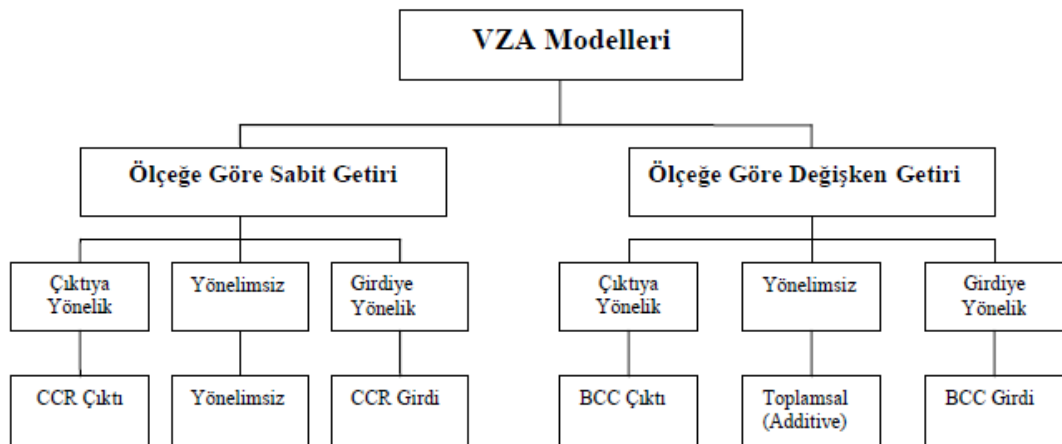 VZA Modelleri
Ölçeğe Göre Sabit Getiri
Ölçeğe Göre Değişken Getiri
Çıktıya
Yönelik
Yönelimsiz
Girdiye
Yönelik
Çıktıya
Yönelik
Yönelimsiz
Girdiye
Yönelik
CCR Çıktı
Yönelimsiz
CCR Girdi
BCC Çıktı
Toplamsal
(Additive)
BCC Girdi